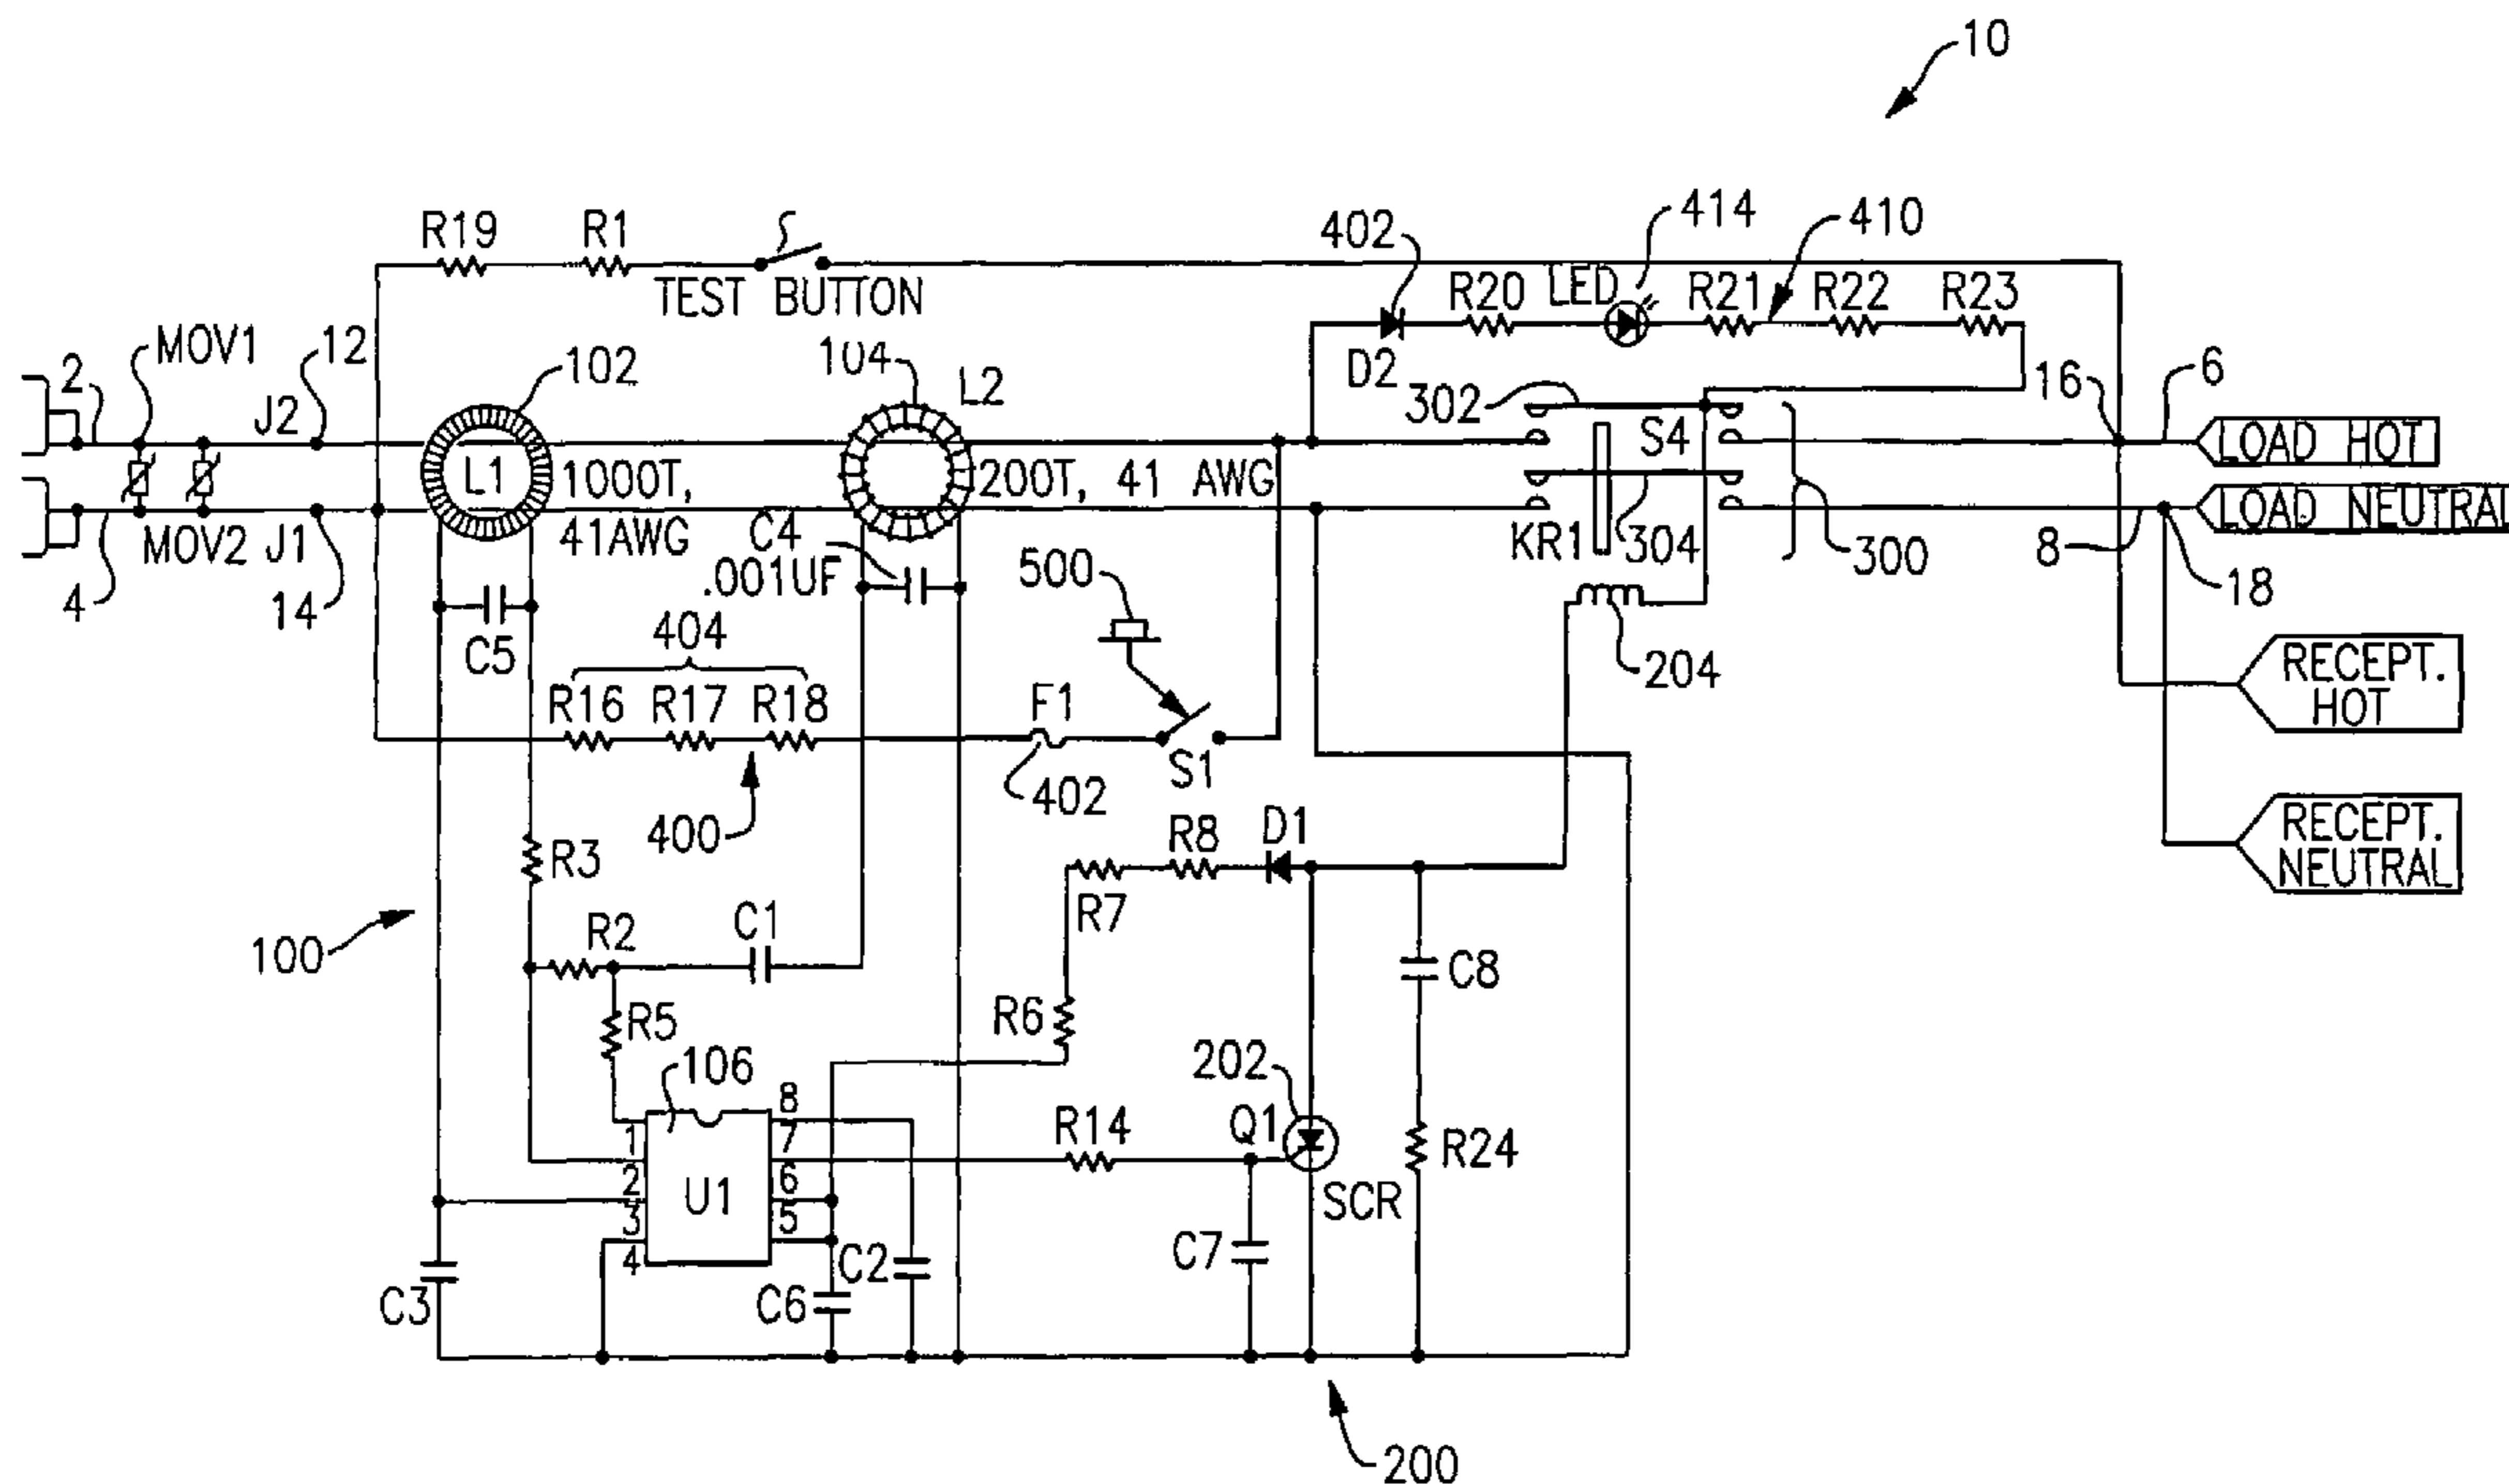 10
R19
R1
TEST BUTTON
402
414
410
R20
LED
R21
R22
R23
D2
2
MOV1
12
J2
102
104
L2
302
S4
16
6
LOAD HOT
L1
1000T,
41AWG
200T, 41 AWG
LOAD NEUTRAL
4
MOV2
J1
14
C4
.001UF
500
KR1
304
300
8
18
C5
404
R16
R17
R18
F1
S1
204
RECEPT.
HOT
400
402
R3
R8
D1
R7
RECEPT.
NEUTRAL
100
R2
C1
C8
R5
R6
106
202
R14
Q1
R24
1
2
3
4
U1
8
7
6
5
SCR
C3
C6
C2
C7
200